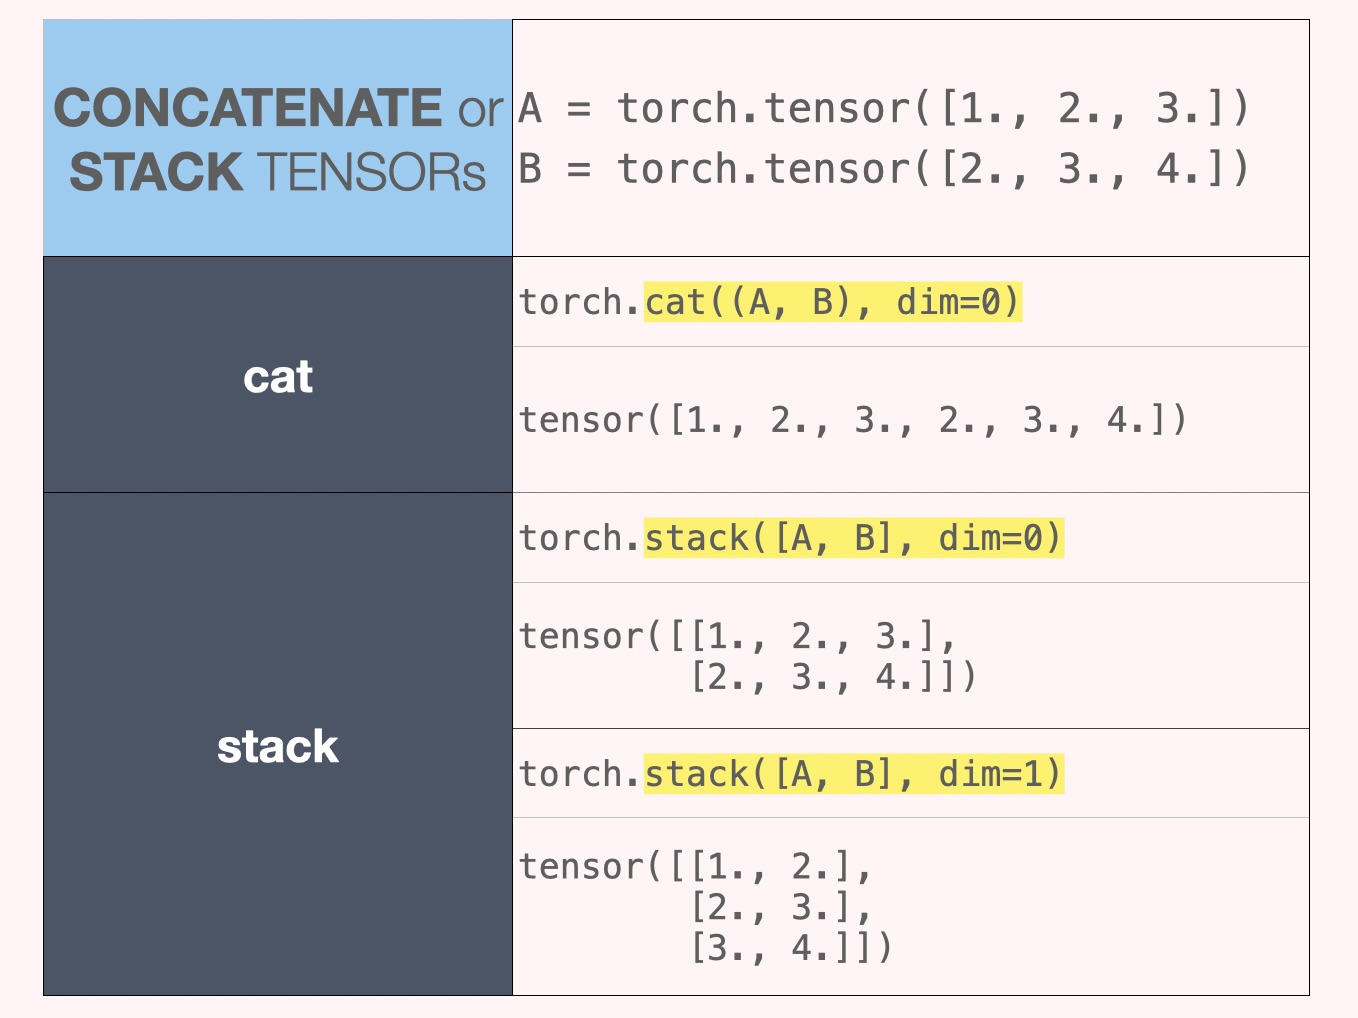 CONCATENATE or
STACK TENSORs
A = torch.tensor([1., 2., 3.])
B = torch.tensor([2., 3., 4.])
cat
torch.cat((A, B), dim=0)
tensor([1., 2., 3., 2., 3., 4.])
stack
torch.stack([A, B], dim=0)
tensor([[1., 2., 3.],
[2., 3., 4.]])
torch.stack([A, B], dim=1)
tensor([[1., 2.],
[2., 3.],
[3., 4.]])